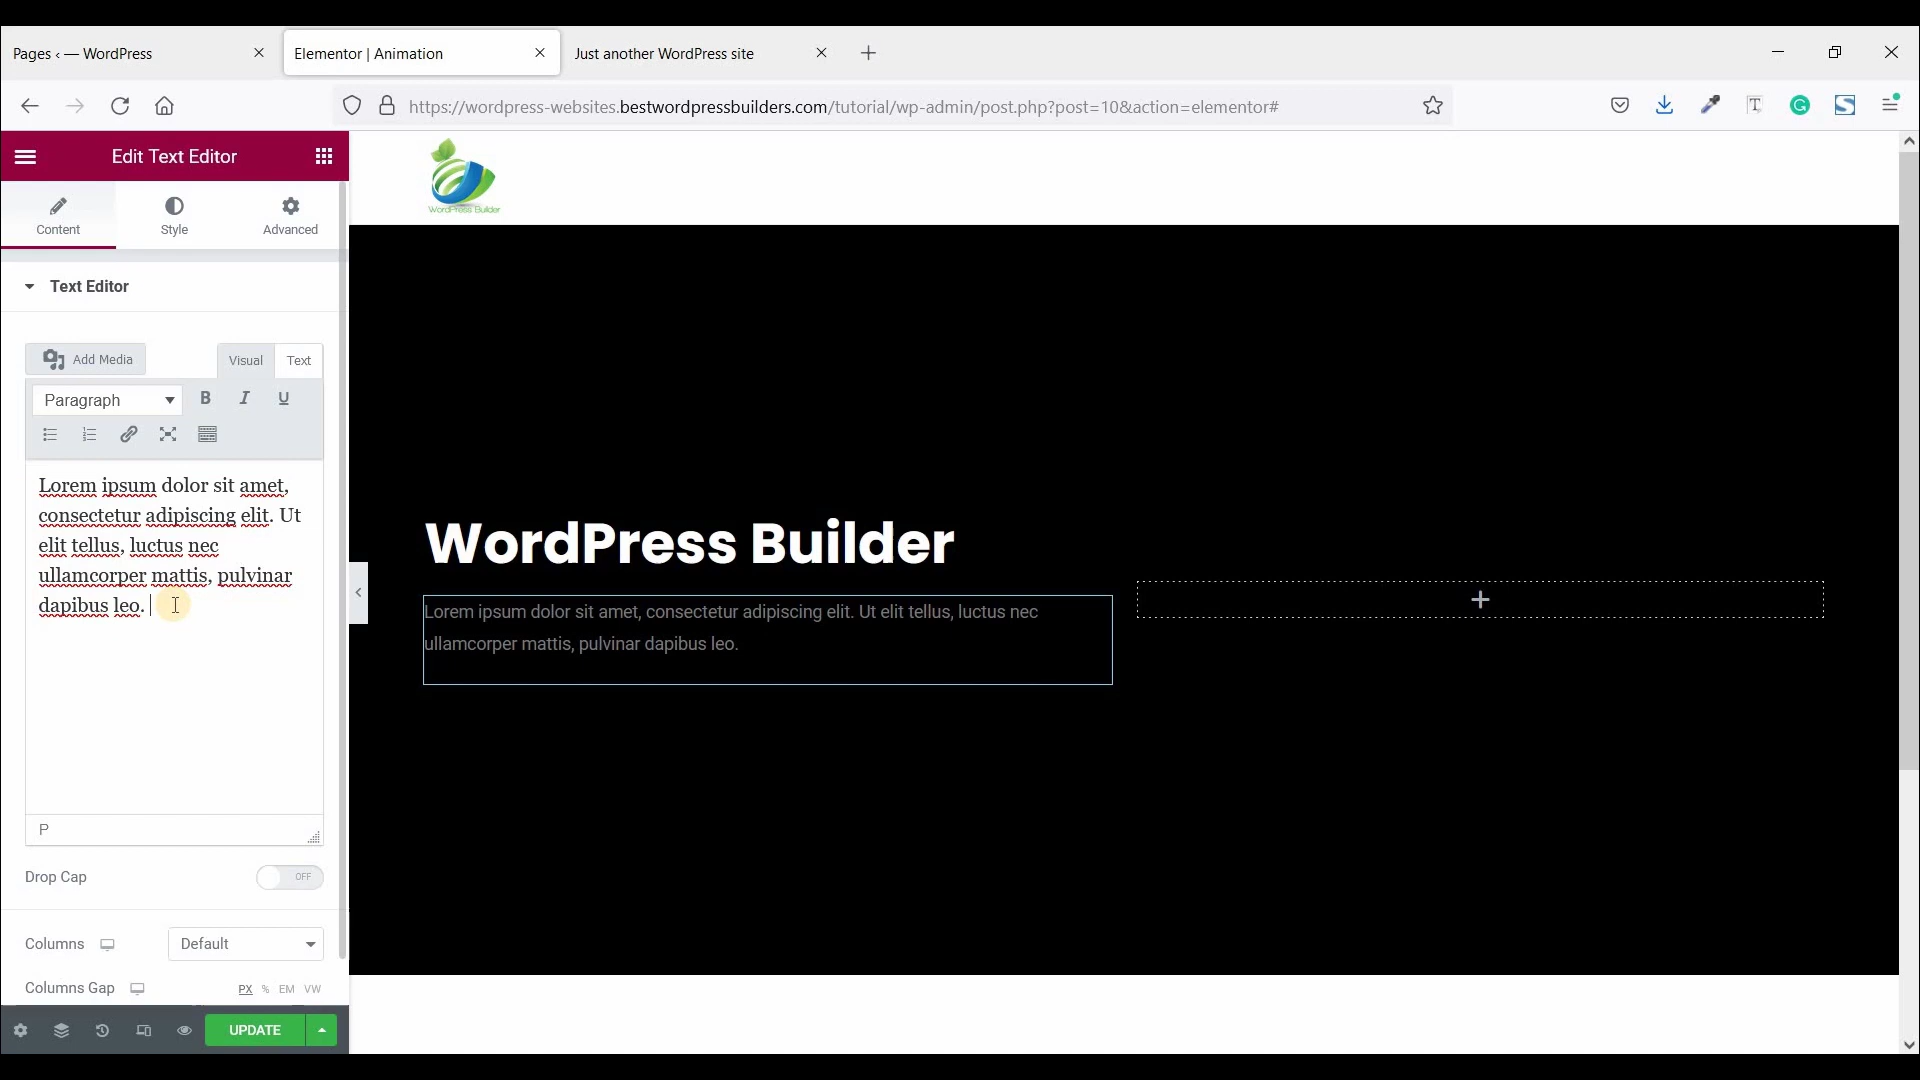 Pages ‹ — WordPress
Elementor | Animation
Just another WordPress site
https://wordpress-websites.bestwordpressbuilders.com/tutorial/wp-admin/post.php?post=10&action=elementor#
Edit Text Editor
WordPress Builder
Content
Style
Advanced
Text Editor
Add Media
Visual
Text
Paragraph
B
I
U
Lorem ipsum dolor sit amet,
consectetur adipiscing elit. Ut
elit tellus, luctus nec
ullamcorper mattis, pulvinar
dapibus leo.
WordPress Builder
Lorem ipsum dolor sit amet, consectetur adipiscing elit. Ut elit tellus, luctus nec
ullamcorper mattis, pulvinar dapibus leo.
P
Drop Cap
OFF
Columns
Default
Columns Gap
PX % EM VW
UPDATE